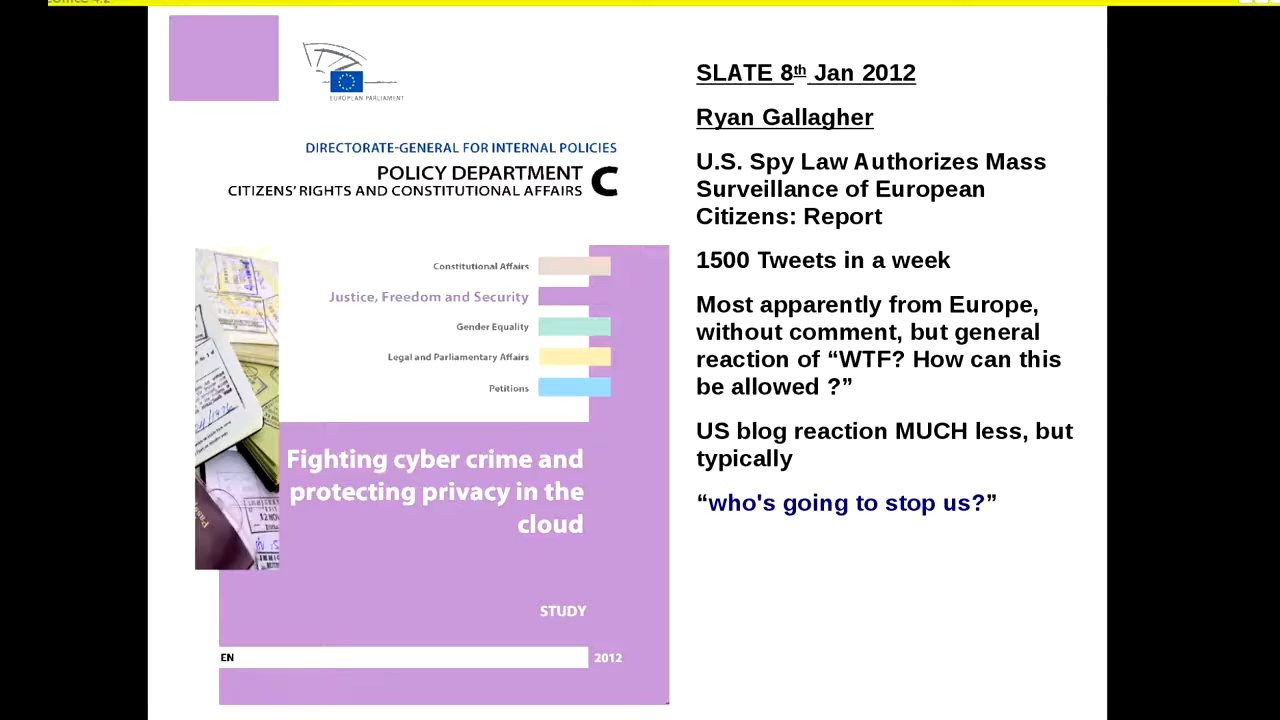 EUROPEAN PARLIAMENT
DIRECTORATE-GENERAL FOR INTERNAL POLICIES
POLICY DEPARTMENT C
CITIZENS' RIGHTS AND CONSTITUTIONAL AFFAIRS
Constitutional Affairs
Justice, Freedom and Security
Gender Equality
Legal and Parliamentary Affairs
Petitions
Fighting cyber crime and
protecting privacy in the
cloud
STUDY
EN 2012
SLATE 8th Jan 2012
Ryan Gallagher
U.S. Spy Law Authorizes Mass
Surveillance of European
Citizens: Report
1500 Tweets in a week
Most apparently from Europe,
without comment, but general
reaction of “WTF? How can this
be allowed ?”
US blog reaction MUCH less, but
typically
“who's going to stop us?”